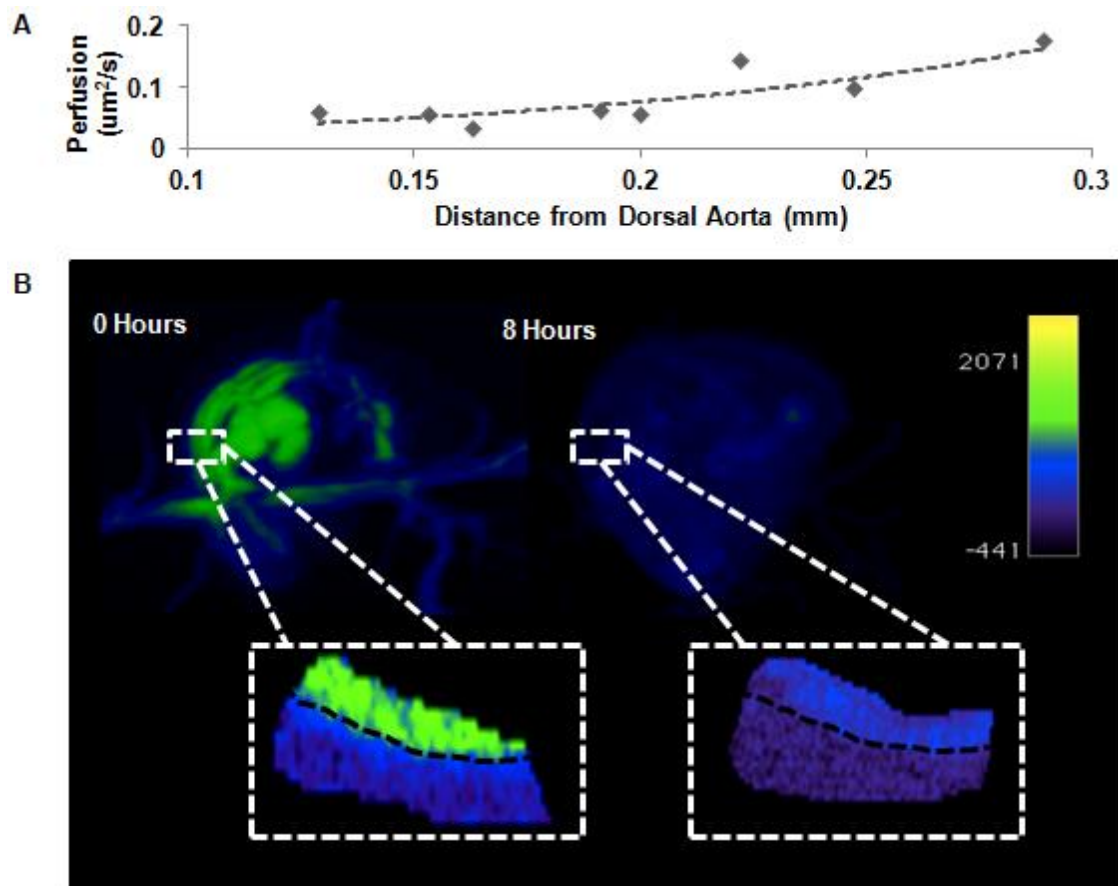 A
Perfusion
(um²/s)
0.2
0.1
0
0.1 0.15 0.2 0.25 0.3
Distance from Dorsal Aorta (mm)
B
0 Hours
8 Hours
2071
-441